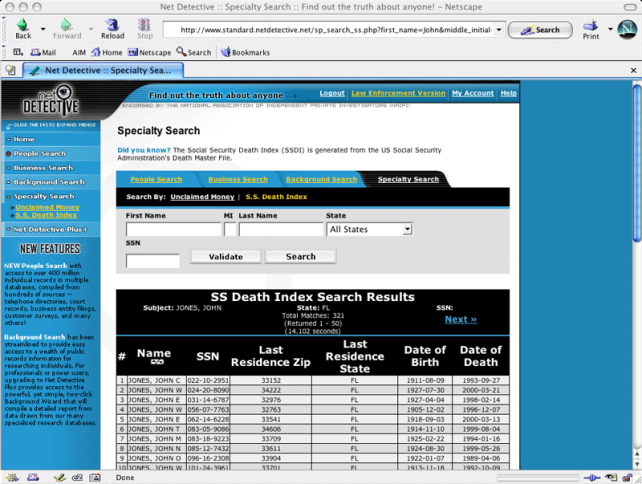 Net Detective :: Specialty Search :: Find out the truth about anyone! - Netscape
Back Forward Reload Stop http://www.standard.netdetective.net/sp_search_ss.php?first_name=John&middle_initial Search Print
Mail AIM Home Netscape Search Bookmarks
Net Detective :: Specialty Sea...
net DETECTIVE
Find out the truth about anyone
Logout Law Enforcement Version My Account Help
ENDORSED BY THE NATIONAL ASSOCIATION OF INDEPENDENT PRIVATE INVESTIGATORS (NAIPI)
CLICK THE [+] TO EXPAND MENUS
Home
People Search
Business Search
Background Search
Specialty Search
» Unclaimed Money
» S.S. Death Index
Net Detective Plus+
NEW FEATURES
NEW People Search with
access to over 400 million
individual records in multiple
databases, compiled from
hundreds of sources --
telephone directories, court
records, business entity filings,
customer surveys, and many
others!
Background Search has been
streamlined to provide easy
access to a wealth of public
records information for
researching individuals. For
professionals or power users,
upgrading to Net Detective
Plus provides access to the
powerful, yet simple, two-click
Background Wizard that will
compile a detailed report from
data drawn from our many
specialized research databases.
Specialty Search
Did you know? The Social Security Death Index (SSDI) is generated from the US Social Security
Administration's Death Master File.
People Search Business Search Background Search Specialty Search
Search By: Unclaimed Money | S.S. Death Index
First Name MI Last Name State
All States
SSN
Validate Search
SS Death Index Search Results
Subject: JONES, JOHN State: FL SSN:
Total Matches: 321
(Returned 1 - 50)
(14.102 seconds)
Next »
# Name SSN Last Residence Zip Last Residence State Date of Birth Date of Death
1 JONES, JOHN C 022-10-2951 33152 FL 1911-08-09 1993-09-27
2 JONES, JOHN W 024-20-8090 34222 FL 1927-07-30 2000-03-21
3 JONES, JOHN E 031-14-6787 32976 FL 1927-04-04 1998-02-14
4 JONES, JOHN W 056-07-7763 32763 FL 1905-12-02 1996-12-07
5 JONES, JOHN E 062-14-6228 33541 FL 1918-09-03 2000-03-13
6 JONES, JOHN T 083-05-9086 34606 FL 1914-11-10 1999-08-04
7 JONES, JOHN M 083-18-9223 33709 FL 1925-02-22 1994-01-16
8 JONES, JOHN N 085-12-7432 33611 FL 1924-08-30 1999-05-26
9 JONES, JOHN O 096-16-2308 33904 FL 1922-01-07 1989-04-06
10 JONES, JOHN W 101-24-3961 33701 FL 1913-11-18 1992-10-09
Done